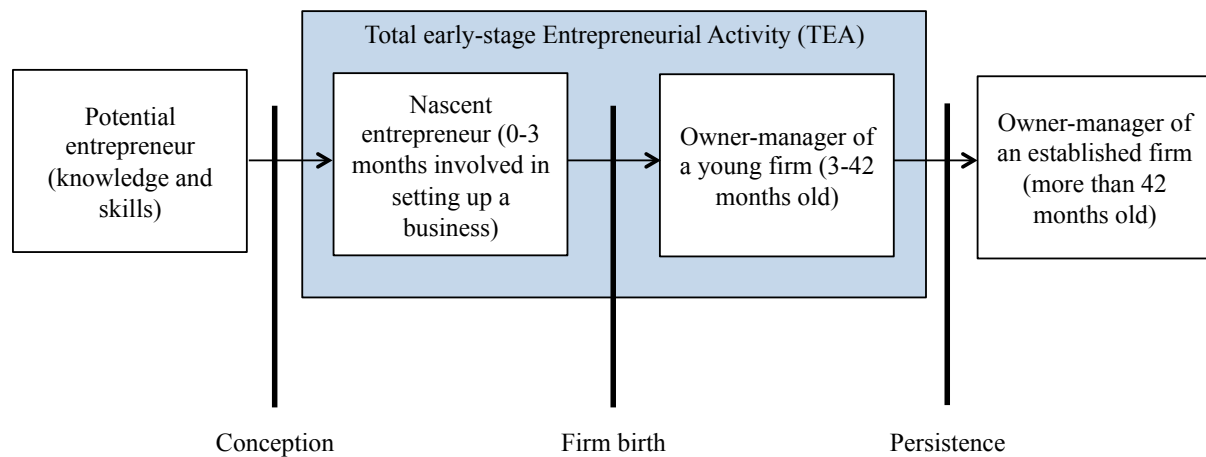 Total early-stage Entrepreneurial Activity (TEA)
Potential
entrepreneur
(knowledge and
skills)
Nascent
entrepreneur (0-3
months involved in
setting up a
business)
Owner-manager of
a young firm (3-42
months old)
Owner-manager of
an established firm
(more than 42
months old)
Conception
Firm birth
Persistence